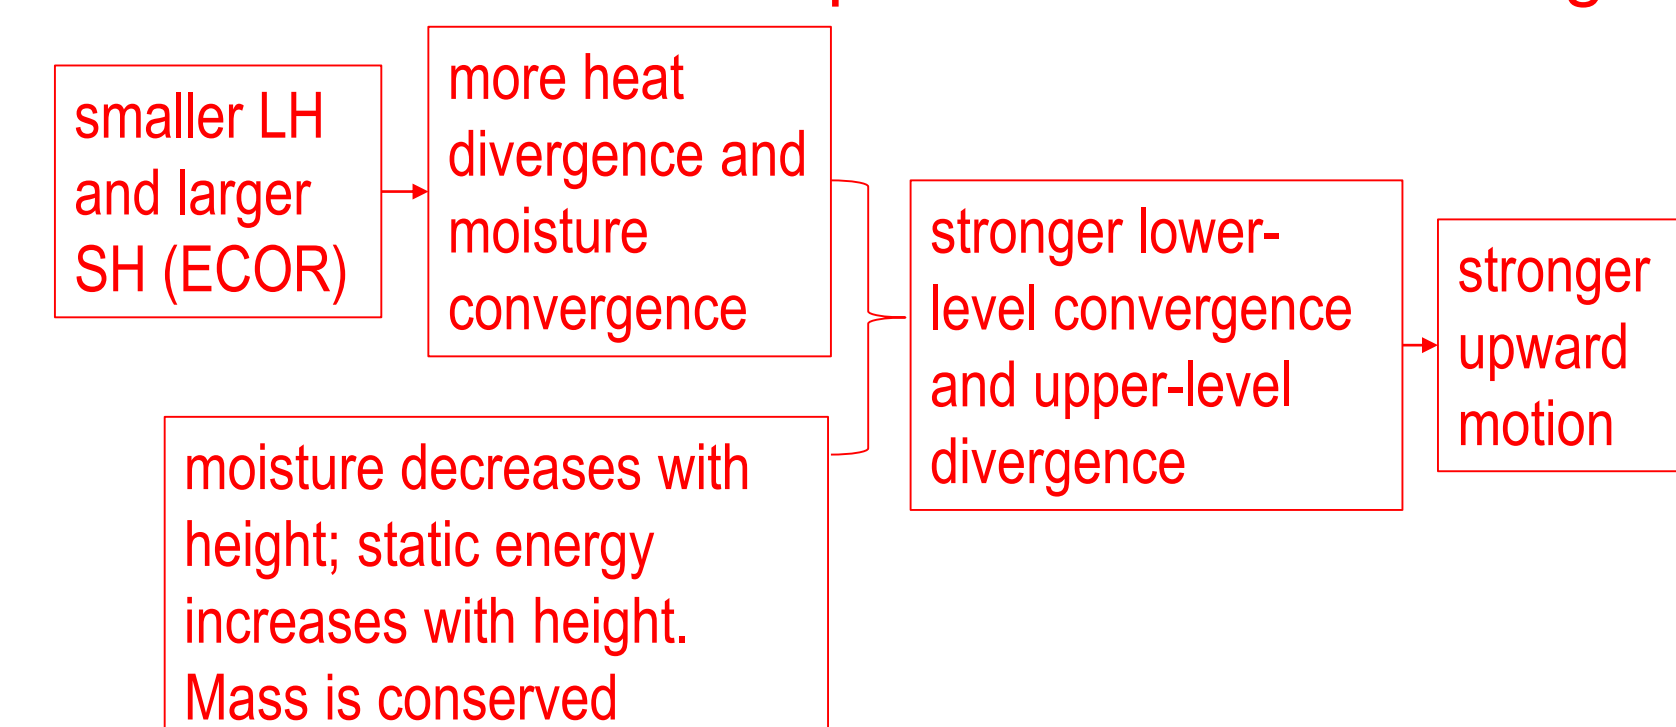 smaller LH
and larger
SH (ECOR)
more heat
divergence and
moisture
convergence
moisture decreases with
height; static energy
increases with height.
Mass is conserved
stronger lower-
level convergence
and upper-level
divergence
stronger
upward
motion